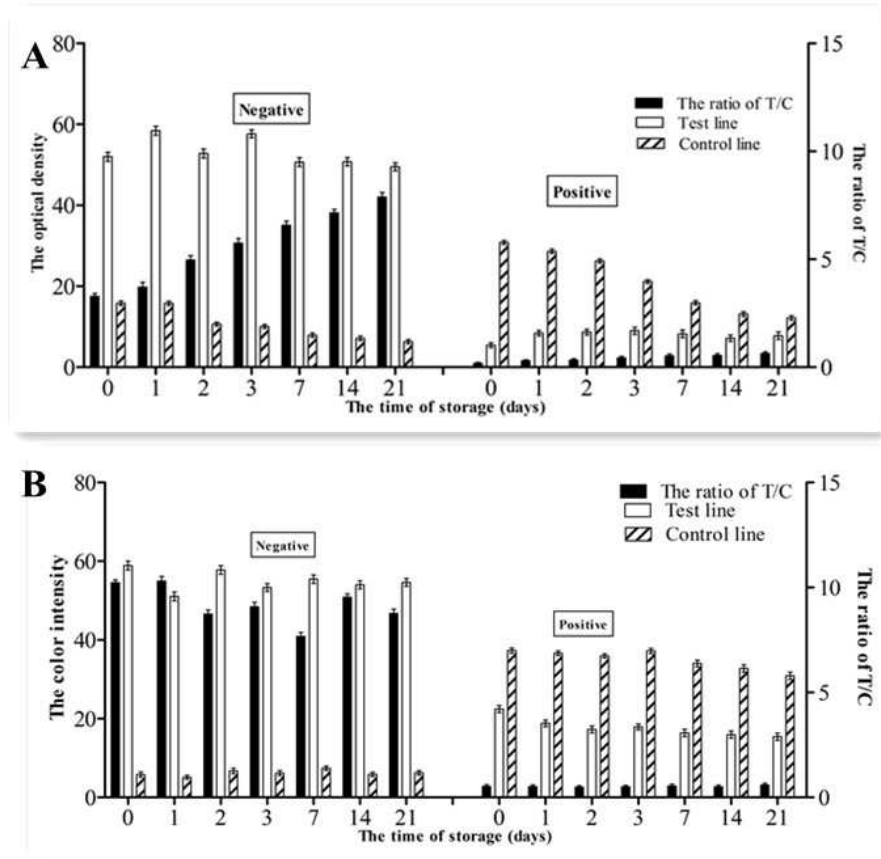 A
80
60
40
20
0
The optical density
Negative
Positive
The ratio of T/C
Test line
Control line
15
10
5
0
The ratio of T/C
0 1 2 3 7 14 21 0 1 2 3 7 14 21
The time of storage (days)
B
80
60
40
20
0
The color intensity
Negative
Positive
The ratio of T/C
Test line
Control line
15
10
5
0
The ratio of T/C
0 1 2 3 7 14 21 0 1 2 3 7 14 21
The time of storage (days)